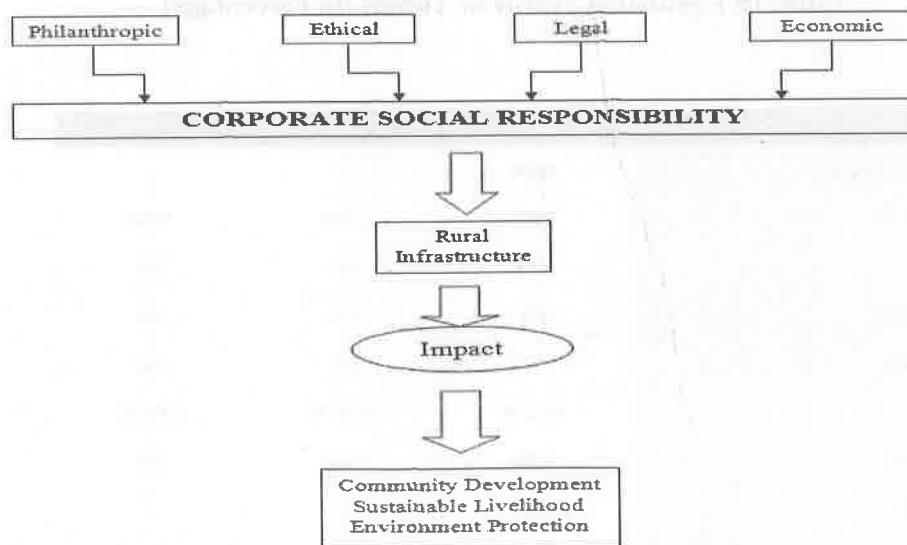 Philanthropic
Ethical
Legal
Economic
CORPORATE SOCIAL RESPONSIBILITY
Rural
Infrastructure
Impact
Community Development
Sustainable Livelihood
Environment Protection